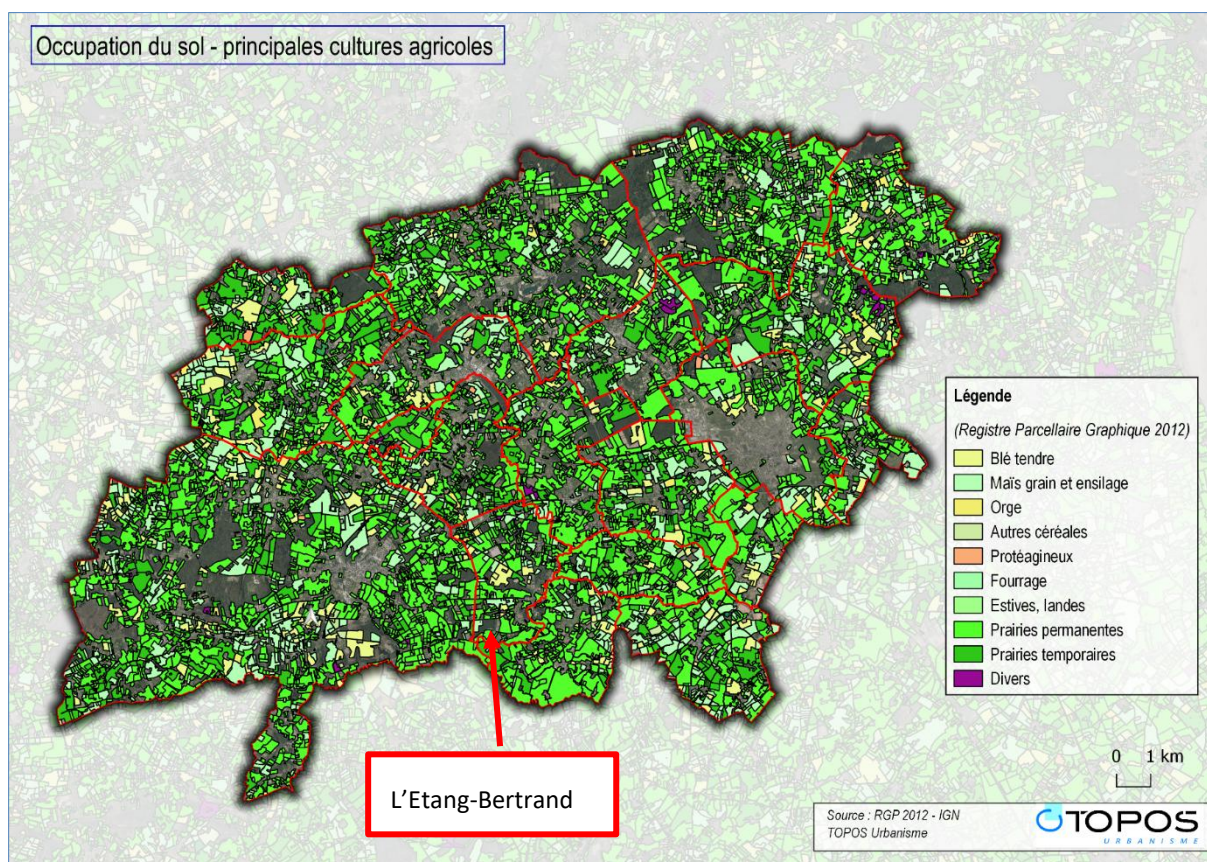 Occupation du sol - principales cultures agricoles
Légende
(Registre Parcellaire Graphique 2012)
Blé tendre
Maïs grain et ensilage
Orge
Autres céréales
Protéagineux
Fourrage
Estives, landes
Prairies permanentes
Prairies temporaires
Divers
L’Etang-Bertrand
0 1 km
Source : RGP 2012 - IGN
TOPOS Urbanisme
TOPOS
URBANISME